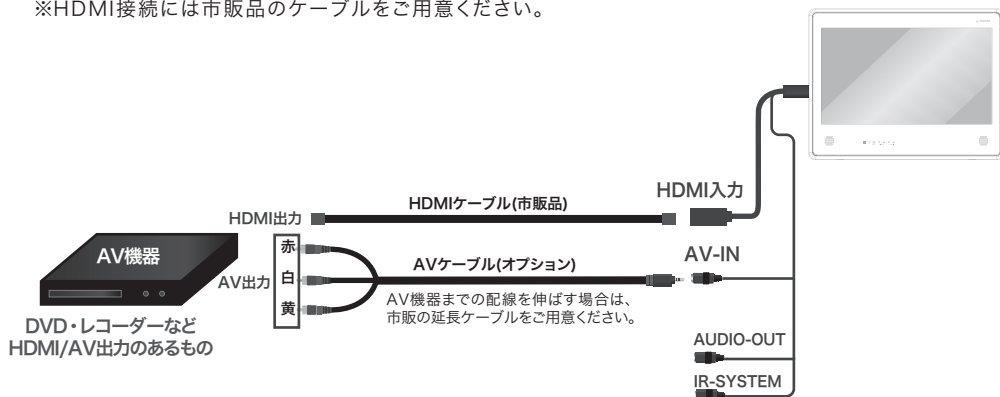 ※HDMI接続には市販品のケーブルをご用意ください。
HDMI入力
HDMIケーブル(市販品)
HDMI出力
赤
AV機器
AV-IN
AVケーブル(オプション)
AV出力
白
AV機器までの配線を伸ばす場合は、
市販の延長ケーブルをご用意ください。
黄
DVD・レコーダーなど
HDMI/AV出力のあるもの
AUDIO-OUT
IR-SYSTEM